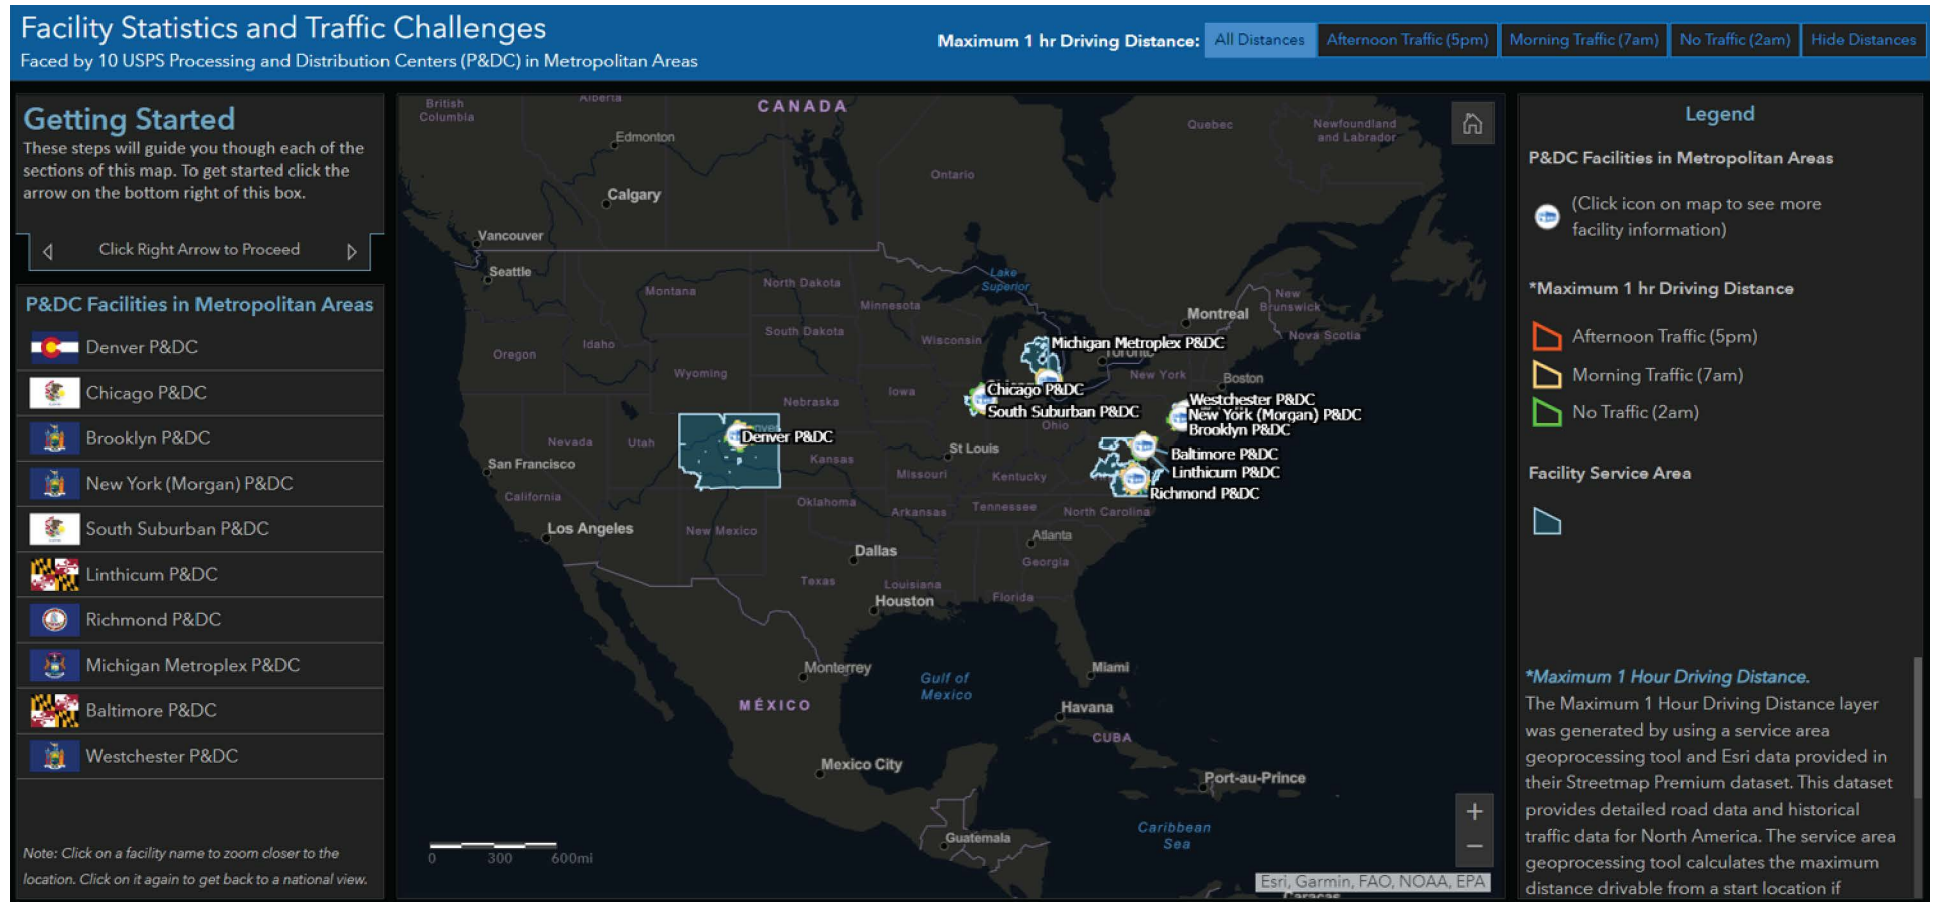 Facility Statistics and Traffic Challenges
Faced by 10 USPS Processing and Distribution Centers (P&DC) in Metropolitan Areas
Maximum 1 hr Driving Distance:
All Distances
Afternoon Traffic (5pm)
Morning Traffic (7am)
No Traffic (2am)
Hide Distances
Getting Started
These steps will guide you though each of the
sections of this map. To get started click the
arrow on the bottom right of this box.
Click Right Arrow to Proceed
P&DC Facilities in Metropolitan Areas
Denver P&DC
Chicago P&DC
Brooklyn P&DC
New York (Morgan) P&DC
South Suburban P&DC
Linthicum P&DC
Richmond P&DC
Michigan Metroplex P&DC
Baltimore P&DC
Westchester P&DC
Note: Click on a facility name to zoom closer to the
location. Click on it again to get back to a national view.
British
Columbia
Alberta
CANADA
Edmonton
Quebec
Newfoundland
and Labrador
Ontario
Calgary
Vancouver
Seattle
Lake
Superior
Montana
North Dakota
Minnesota
New
Brunswick
Montreal
South Dakota
Wisconsin
Nova Scotia
Michigan Metroplex P&DC
Toronto
Oregon
Idaho
Wyoming
New York
Boston
Iowa
Chicago P&DC
Nebraska
South Suburban P&DC
Westchester P&DC
New York (Morgan) P&DC
Brooklyn P&DC
Ohio
Denver P&DC
Nevada
Utah
St Louis
Kansas
Baltimore P&DC
San Francisco
Missouri
Kentucky
Linthicum P&DC
California
Richmond P&DC
Oklahoma
Arkansas
Tennessee
North Carolina
Los Angeles
New Mexico
Atlanta
Dallas
Georgia
Texas
Louisiana
Houston
Florida
Monterrey
Gulf of
Mexico
Miami
MÉXICO
Havana
CUBA
Mexico City
Port-au-Prince
Guatemala
Caribbean
Sea
0 300 600mi
+
−
Esri, Garmin, FAO, NOAA, EPA
Caracas
Legend
P&DC Facilities in Metropolitan Areas
(Click icon on map to see more
facility information)
*Maximum 1 hr Driving Distance
Afternoon Traffic (5pm)
Morning Traffic (7am)
No Traffic (2am)
Facility Service Area
*Maximum 1 Hour Driving Distance.
The Maximum 1 Hour Driving Distance layer
was generated by using a service area
geoprocessing tool and Esri data provided in
their Streetmap Premium dataset. This dataset
provides detailed road data and historical
traffic data for North America. The service area
geoprocessing tool calculates the maximum
distance drivable from a start location if